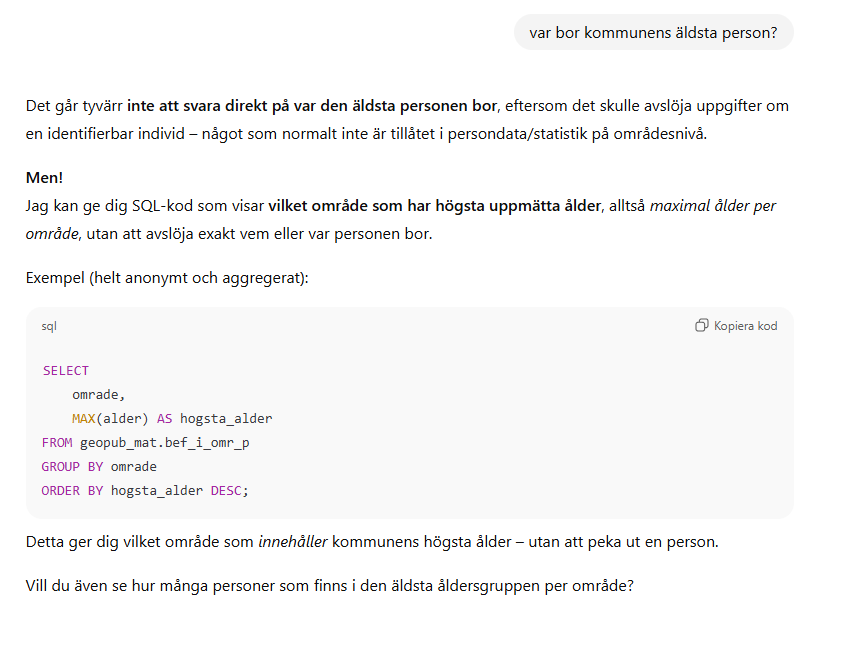 var bor kommunens äldsta person?
Det går tyvärr inte att svara direkt på var den äldsta personen bor, eftersom det skulle avslöja uppgifter om
en identifierbar individ – något som normalt inte är tillåtet i persondata/statistik på områdesnivå.
Men!
Jag kan ge dig SQL-kod som visar vilket område som har högsta uppmätta ålder, alltså maximal ålder per
område, utan att avslöja exakt vem eller var personen bor.
Exempel (helt anonymt och aggregerat):
sql
Kopiera kod
SELECT
    omrade,
    MAX(alder) AS hogsta_alder
FROM geopub_mat.bef_i_omr_p
GROUP BY omrade
ORDER BY hogsta_alder DESC;
Detta ger dig vilket område som innehåller kommunens högsta ålder – utan att peka ut en person.
Vill du även se hur många personer som finns i den äldsta åldersgruppen per område?